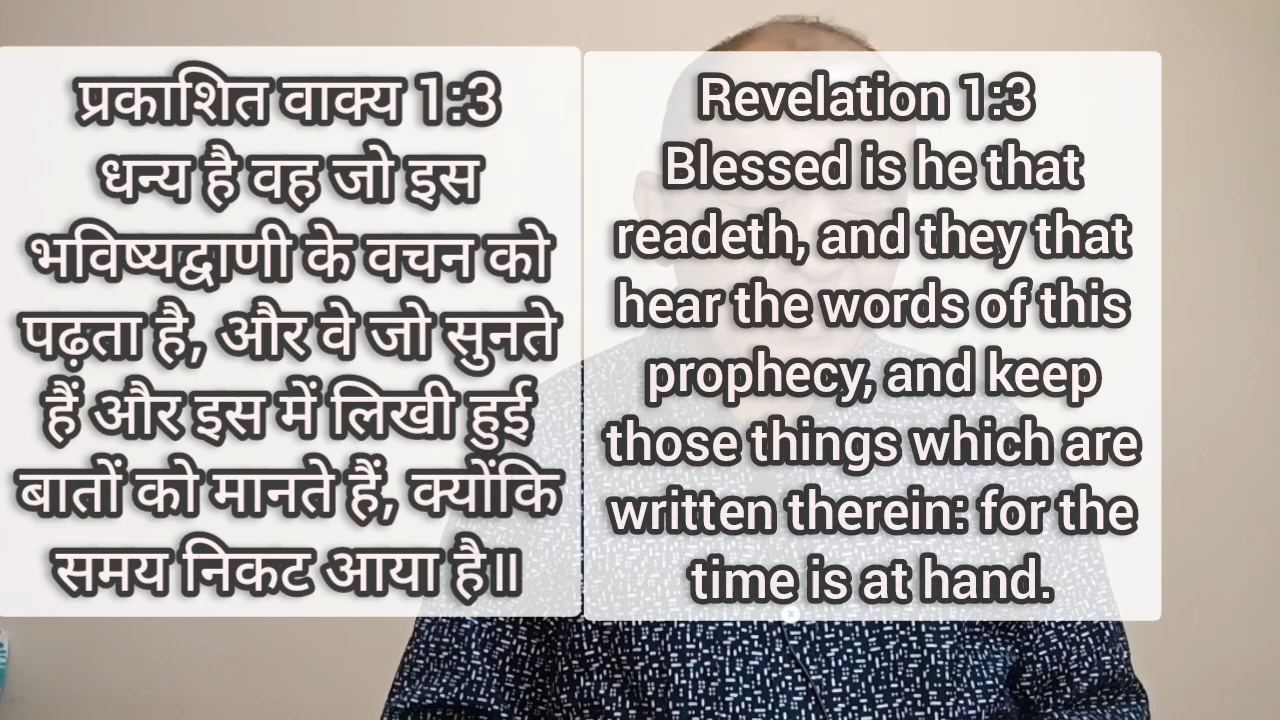 प्रकाशित वाक्य 1:3
धन्य है वह जो इस
भविष्यद्वाणी के वचन को
पढ़ता है, और वे जो सुनते
हैं और इस में लिखी हुई
बातों को मानते हैं, क्योंकि
समय निकट आया है॥
Revelation 1:3
Blessed is he that
readeth, and they that
hear the words of this
prophecy, and keep
those things which are
written therein: for the
time is at hand.